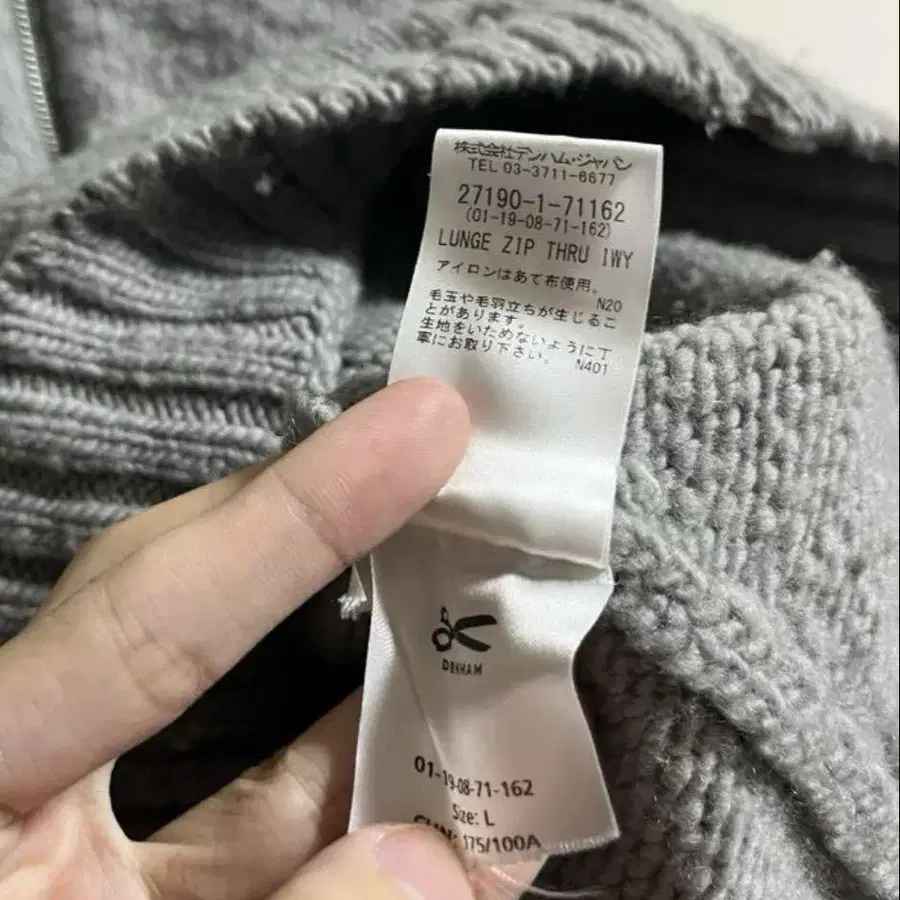 株式会社デンハム・ジャパン
TEL 03-3711-6677
27190-1-71162
(01-19-08-71-162)
LUNGE ZIP THRU IWY
アイロンはあて布使用。
N20
毛玉や毛羽立ちが生じるこ
とがあります。
生地をいためないように丁
寧にお取り下さい。
N401
DENHAM
01-19-08-71-162
Size: L
CHN: 175/100A